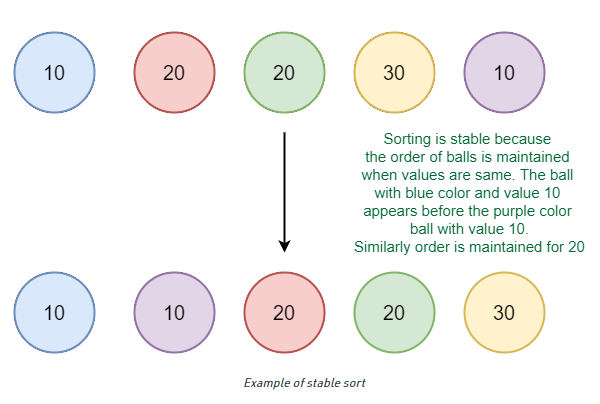 10 20 20 30 10
Sorting is stable because
the order of balls is maintained
when values are same. The ball
with blue color and value 10
appears before the purple color
ball with value 10.
Similarly order is maintained for 20
10 10 20 20 30
Example of stable sort